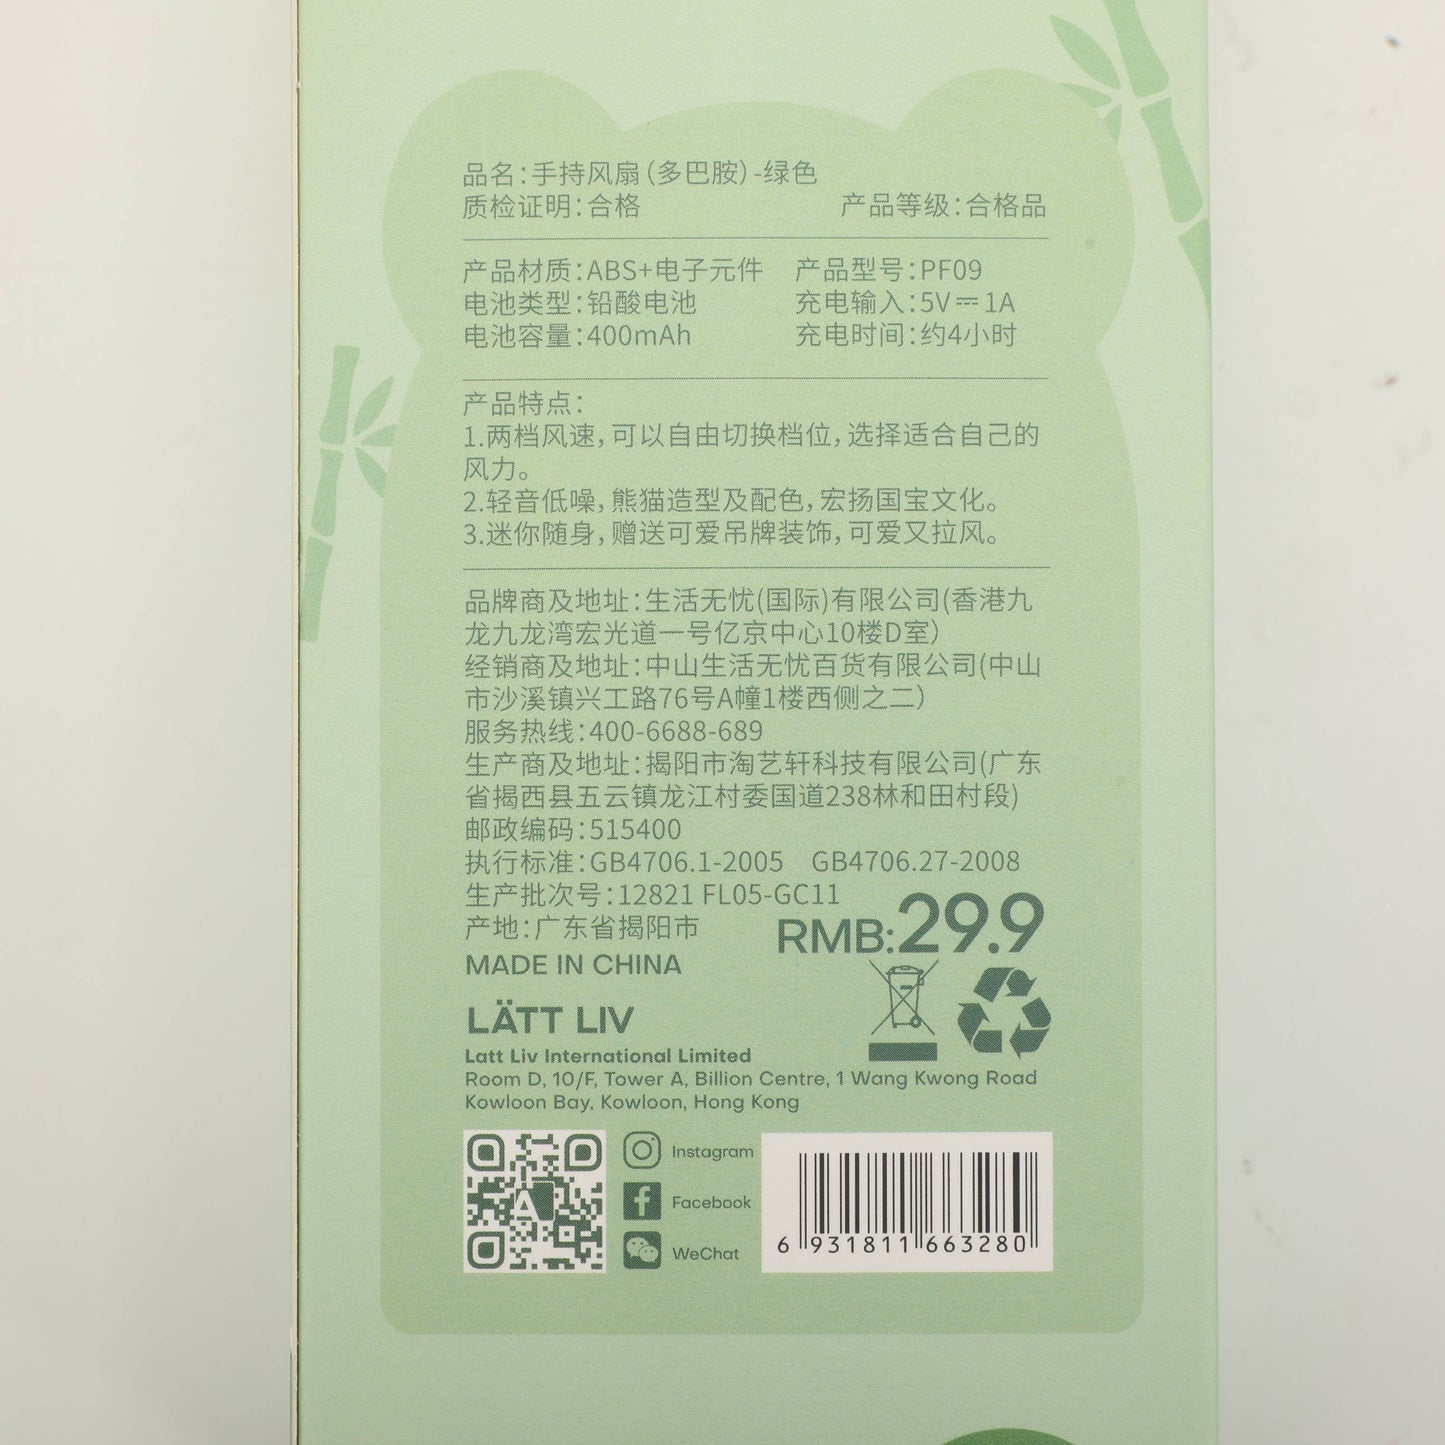 品名:手持风扇(多巴胺)-绿色
质检证明:合格 产品等级:合格品
产品材质:ABS+电子元件 产品型号:PF09
电池类型:铅酸电池 充电输入:5V⎓1A
电池容量:400mAh 充电时间:约4小时
产品特点:
1.两档风速,可以自由切换档位,选择适合自己的
风力。
2.轻音低噪,熊猫造型及配色,宏扬国宝文化。
3.迷你随身,赠送可爱吊牌装饰,可爱又拉风。
品牌商及地址:生活无忧(国际)有限公司(香港九
龙九龙湾宏光道一号亿京中心10楼D室)
经销商及地址:中山生活无忧百货有限公司(中山
市沙溪镇兴工路76号A幢1楼西侧之二)
服务热线:400-6688-689
生产商及地址:揭阳市淘艺轩科技有限公司(广东
省揭西县五云镇龙江村委国道238林和田村段)
邮政编码:515400
执行标准:GB4706.1-2005 GB4706.27-2008
生产批次号:12821 FL05-GC11
产地:广东省揭阳市
RMB:29.9
MADE IN CHINA
LÄTT LIV
Latt Liv International Limited
Room D, 10/F, Tower A, Billion Centre, 1 Wang Kwong Road
Kowloon Bay, Kowloon, Hong Kong
Instagram
Facebook
WeChat
6 931811 663280